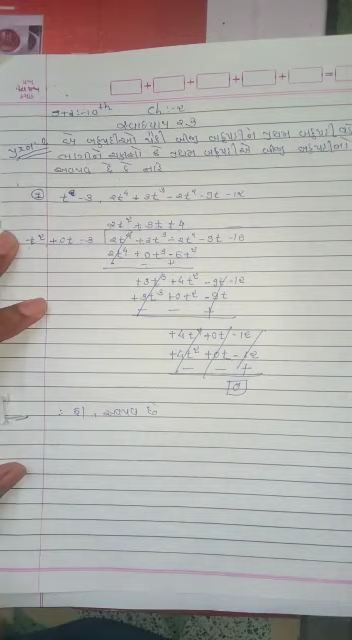 □ + □ + □ + □ + □ = □
ધોરણ:-10th Ch:-2
સ્વાધ્યાય 2.3
પ્રશ્ન:-2 બે બહુપદીઓ પૈકી બીજી બહુપદીને પ્રથમ બહુપદી વડે
ભાગીને ચકાસો કે પ્રથમ બહુપદીએ બીજી બહુપદીનો
અવયવ છે કે નહિ
① t² - 3, 2t⁴ + 3t³ - 2t² - 9t - 12
2t² + 3t + 4
t² + 0t - 3 2t⁴ + 3t³ - 2t² - 9t - 12
2t⁴ + 0t³ - 6t²
- - +
+3t³ + 4t² - 9t - 12
+3t³ + 0t² - 9t
- - +
+4t² + 0t - 12
+4t² + 0t - 12
- - +
0
∴ હા, અવયવ છે